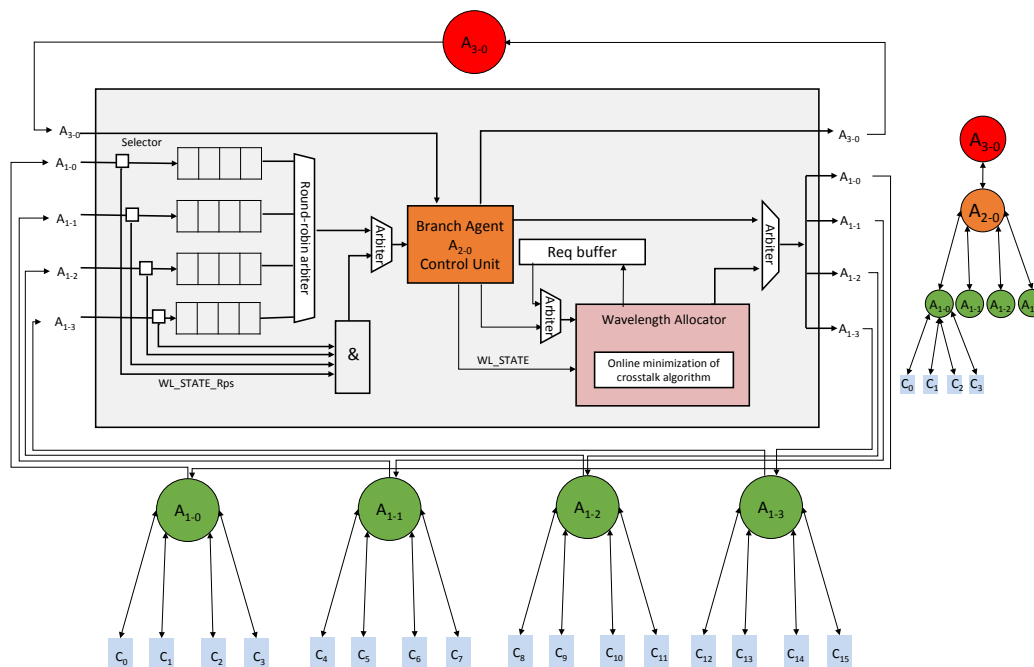 A3-0
A3-0
Selector
A3-0
A1-0
A1-0
A1-1
A1-1
A1-2
A1-2
A1-3
A1-3
Round-robin
arbiter
Arbiter
Branch Agent
A2-0
Control Unit
Req buffer
Arbiter
Arbiter
Wavelength Allocator
Online minimization of
crosstalk algorithm
&
WL_STATE
WL_STATE_Rps
A3-0
A2-0
A1-0
A1-1
A1-2
C0
C1
C2
C3
A1-0
A1-1
A1-2
A1-3
C0
C1
C2
C3
C4
C5
C6
C7
C8
C9
C10
C11
C12
C13
C14
C15